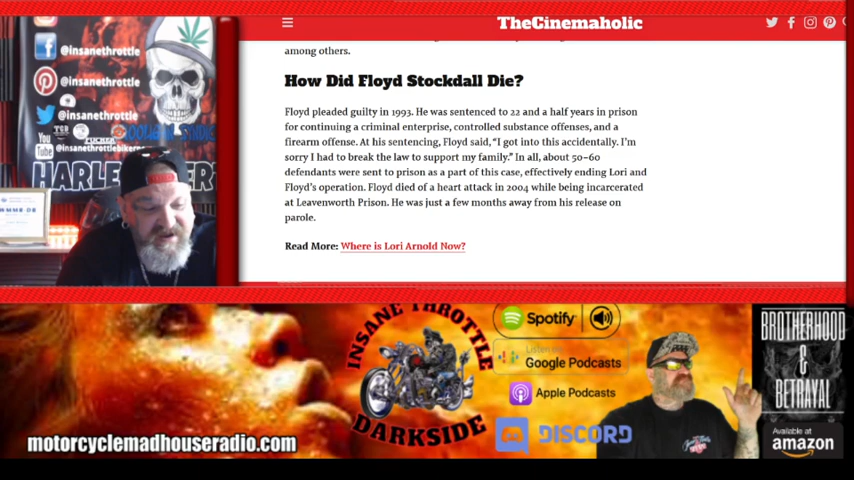 @insanethrottle
@insanethrottle
@insanethrottle
You
Tube
@insanethrottlebiker
HARLE
TheCinemaholic
among others.
How Did Floyd Stockdall Die?
Floyd pleaded guilty in 1993. He was sentenced to 22 and a half years in prison
for continuing a criminal enterprise, controlled substance offenses, and a
firearm offense. At his sentencing, Floyd said, “I got into this accidentally. I’m
sorry I had to break the law to support my family.” In all, about 50–60
defendants were sent to prison as a part of this case, effectively ending Lori and
Floyd’s operation. Floyd died of a heart attack in 2004 while being incarcerated
at Leavenworth Prison. He was just a few months away from his release on
parole.
Read More: Where is Lori Arnold Now?
INSANE THROTTLE
DARKSIDE
Spotify
Listen on
Google Podcasts
Apple Podcasts
DISCORD
motorcyclemadhouseradio.com
BROTHERHOOD
&
BETRAYAL
Available at
amazon